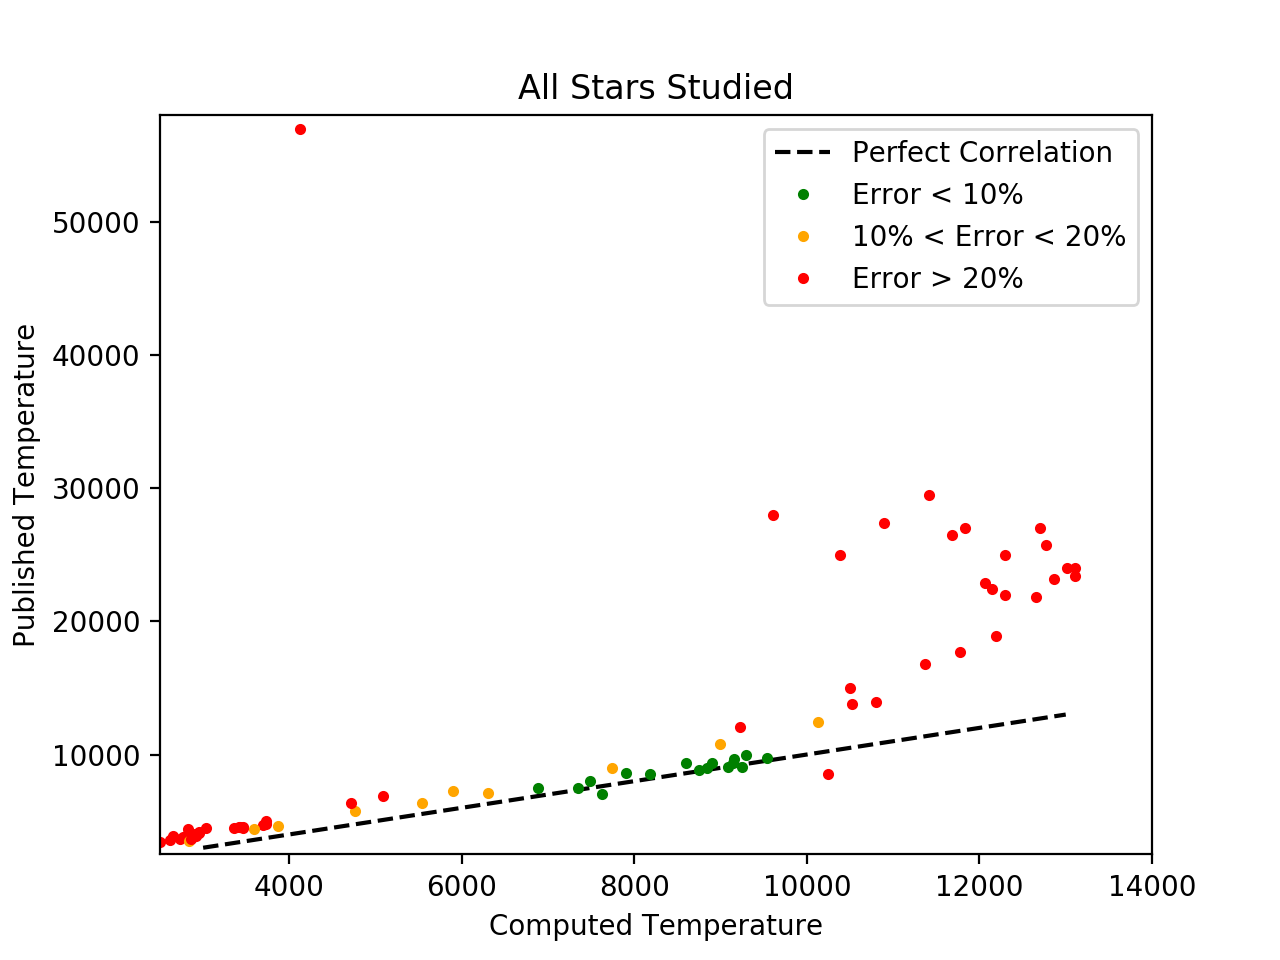 All Stars Studied
Perfect Correlation
Error < 10%
10% < Error < 20%
Error > 20%
50000
40000
30000
20000
10000
Published Temperature
4000 6000 8000 10000 12000 14000
Computed Temperature